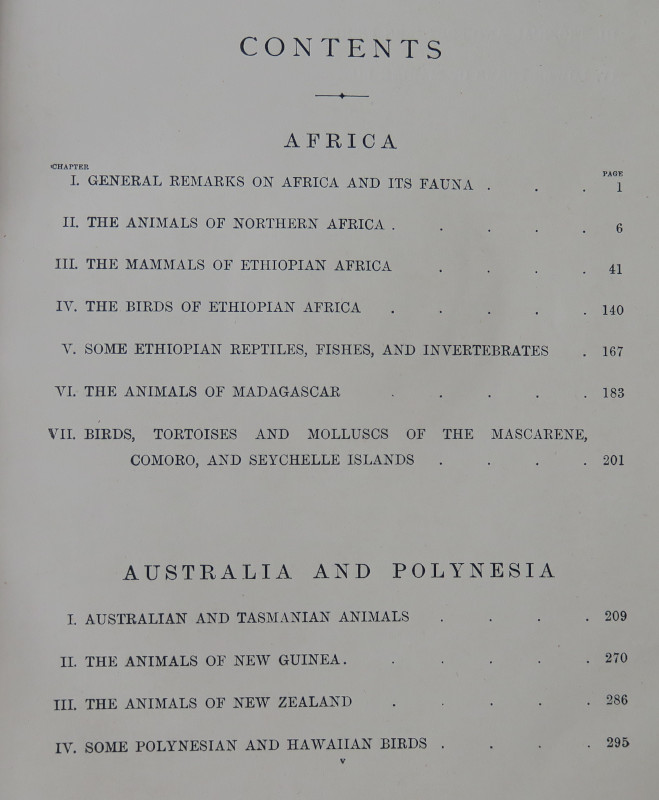 CONTENTS
AFRICA
CHAPTER PAGE
I. GENERAL REMARKS ON AFRICA AND ITS FAUNA . . . 1
II. THE ANIMALS OF NORTHERN AFRICA . . . . . 6
III. THE MAMMALS OF ETHIOPIAN AFRICA . . . . 41
IV. THE BIRDS OF ETHIOPIAN AFRICA . . . . . 140
V. SOME ETHIOPIAN REPTILES, FISHES, AND INVERTEBRATES . 167
VI. THE ANIMALS OF MADAGASCAR . . . . . 183
VII. BIRDS, TORTOISES AND MOLLUSCS OF THE MASCARENE,
COMORO, AND SEYCHELLE ISLANDS . . . . 201
AUSTRALIA AND POLYNESIA
I. AUSTRALIAN AND TASMANIAN ANIMALS . . . . 209
II. THE ANIMALS OF NEW GUINEA . . . . . . 270
III. THE ANIMALS OF NEW ZEALAND . . . . . 286
IV. SOME POLYNESIAN AND HAWAIIAN BIRDS . . . . 295
v